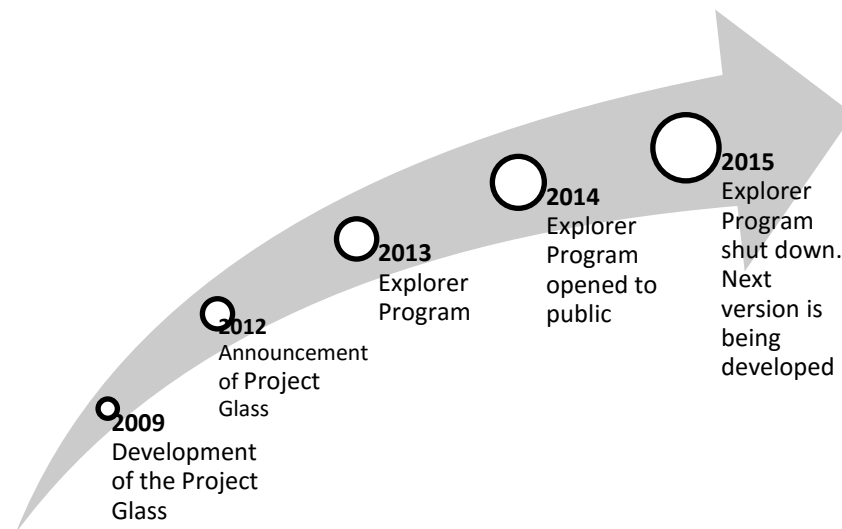 2009
Development
of the Project
Glass
2012
Announcement
of Project
Glass
2013
Explorer
Program
2014
Explorer
Program
opened to
public
2015
Explorer
Program
shut down.
Next
version is
being
developed